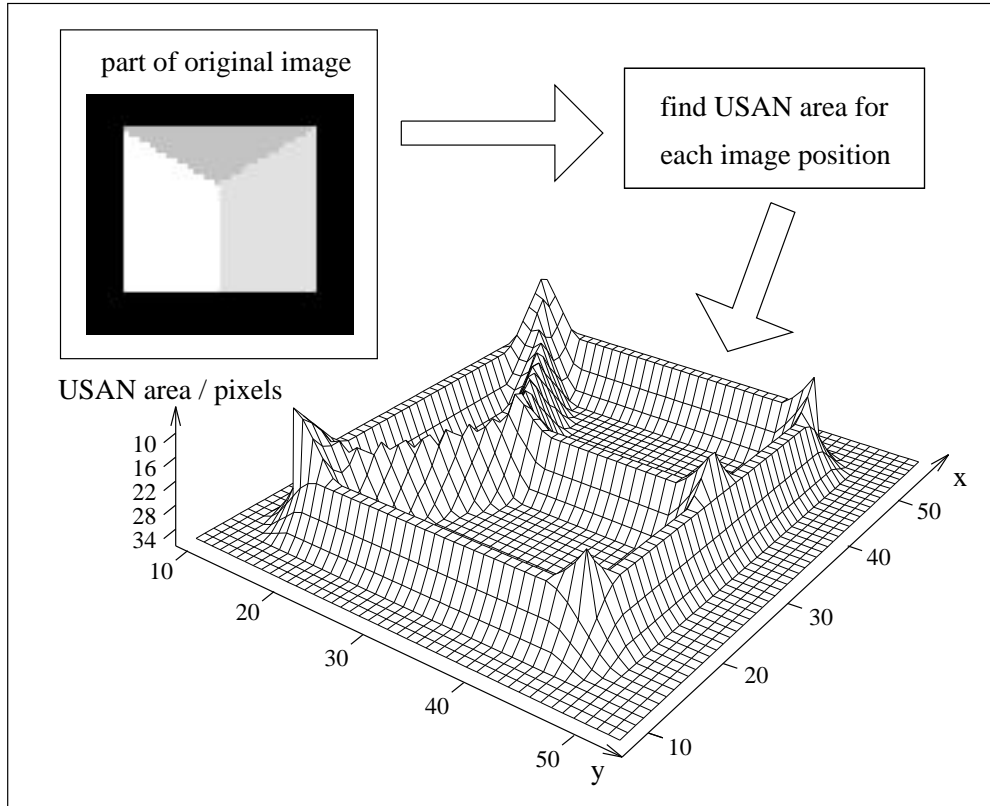 part of original image
find USAN area for
each image position
USAN area / pixels
10
16
22
28
34
10
20
30
40
50
y
10
20
30
40
50
x